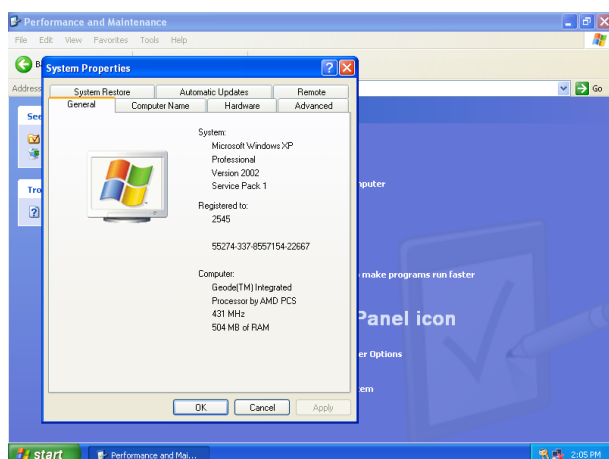 Performance and Maintenance
File Edit View Favorites Tools Help
System Properties
Address
Go
System Restore Automatic Updates Remote
General Computer Name Hardware Advanced
System:
Microsoft Windows XP
Professional
Version 2002
Service Pack 1
Registered to:
2545
55274-337-8557154-22667
Computer:
Geode(TM) Integrated
Processor by AMD PCS
431 MHz
504 MB of RAM
OK Cancel Apply
See
Tro
mputer
make programs run faster
Panel icon
er Options
em
start Performance and Mai... 2:05 PM